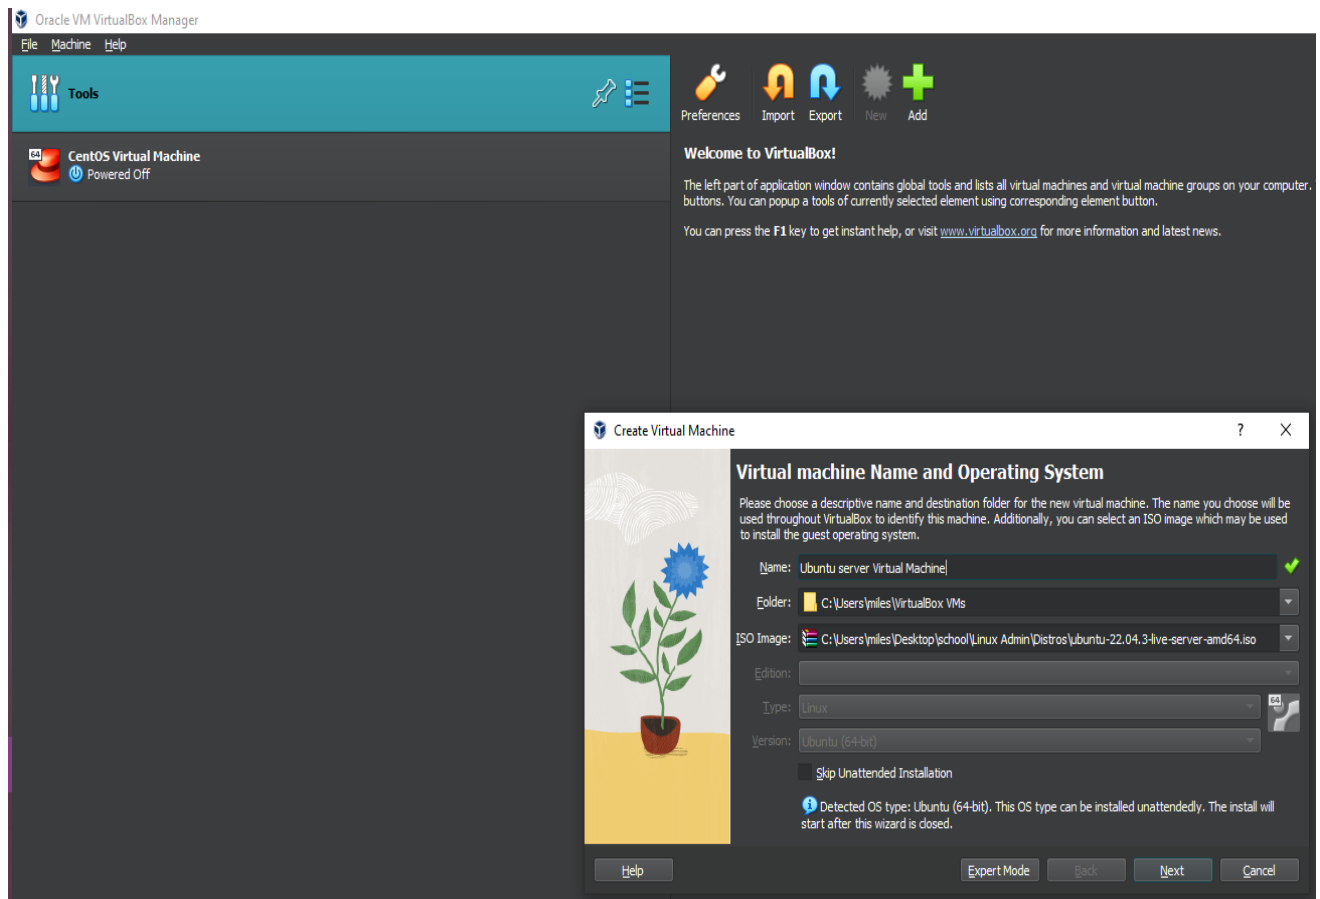 Oracle VM VirtualBox Manager
File Machine Help
Tools
Preferences Import Export New Add
64 CentOS Virtual Machine
Powered Off
Welcome to VirtualBox!
The left part of application window contains global tools and lists all virtual machines and virtual machine groups on your computer.
buttons. You can popup a tools of currently selected element using corresponding element button.
You can press the F1 key to get instant help, or visit www.virtualbox.org for more information and latest news.
Create Virtual Machine ? X
Virtual machine Name and Operating System
Please choose a descriptive name and destination folder for the new virtual machine. The name you choose will be
used throughout VirtualBox to identify this machine. Additionally, you can select an ISO image which may be used
to install the guest operating system.
Name: Ubuntu server Virtual Machine
Folder: C:\Users\miles\VirtualBox VMs
ISO Image: C:\Users\miles\Desktop\school\Linux Admin\Distros\ubuntu-22.04.3-live-server-amd64.iso
Edition:
Type: Linux
64
Version: Ubuntu (64-bit)
Skip Unattended Installation
Detected OS type: Ubuntu (64-bit). This OS type can be installed unattendedly. The install will
start after this wizard is closed.
Help Expert Mode Back Next Cancel